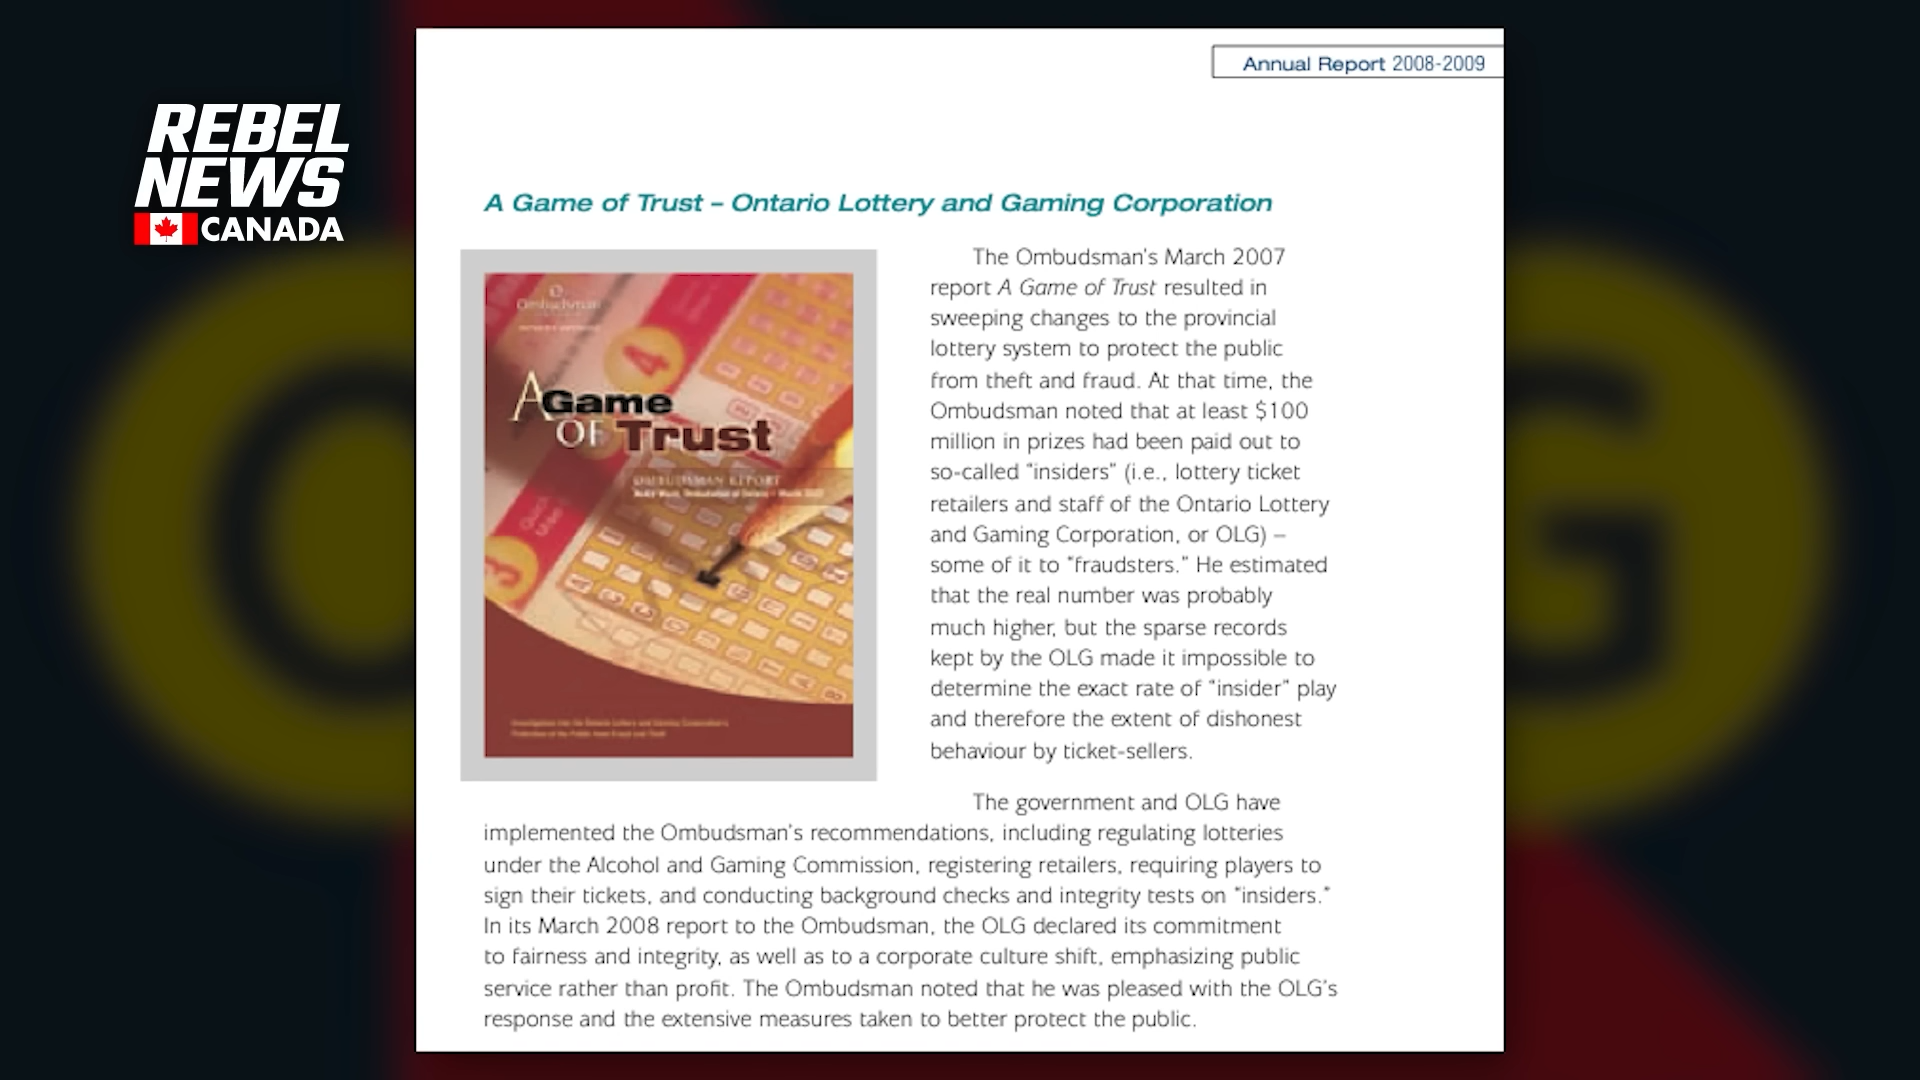 REBEL
NEWS
CANADA
Annual Report 2008-2009
A Game of Trust – Ontario Lottery and Gaming Corporation
Ombudsman
A Game
OF Trust
OMBUDSMAN REPORT
4
3
The Ombudsman's March 2007
report A Game of Trust resulted in
sweeping changes to the provincial
lottery system to protect the public
from theft and fraud. At that time, the
Ombudsman noted that at least $100
million in prizes had been paid out to
so-called "insiders" (i.e., lottery ticket
retailers and staff of the Ontario Lottery
and Gaming Corporation, or OLG) –
some of it to "fraudsters." He estimated
that the real number was probably
much higher, but the sparse records
kept by the OLG made it impossible to
determine the exact rate of "insider" play
and therefore the extent of dishonest
behaviour by ticket-sellers.
The government and OLG have
implemented the Ombudsman's recommendations, including regulating lotteries
under the Alcohol and Gaming Commission, registering retailers, requiring players to
sign their tickets, and conducting background checks and integrity tests on "insiders."
In its March 2008 report to the Ombudsman, the OLG declared its commitment
to fairness and integrity, as well as to a corporate culture shift, emphasizing public
service rather than profit. The Ombudsman noted that he was pleased with the OLG's
response and the extensive measures taken to better protect the public.